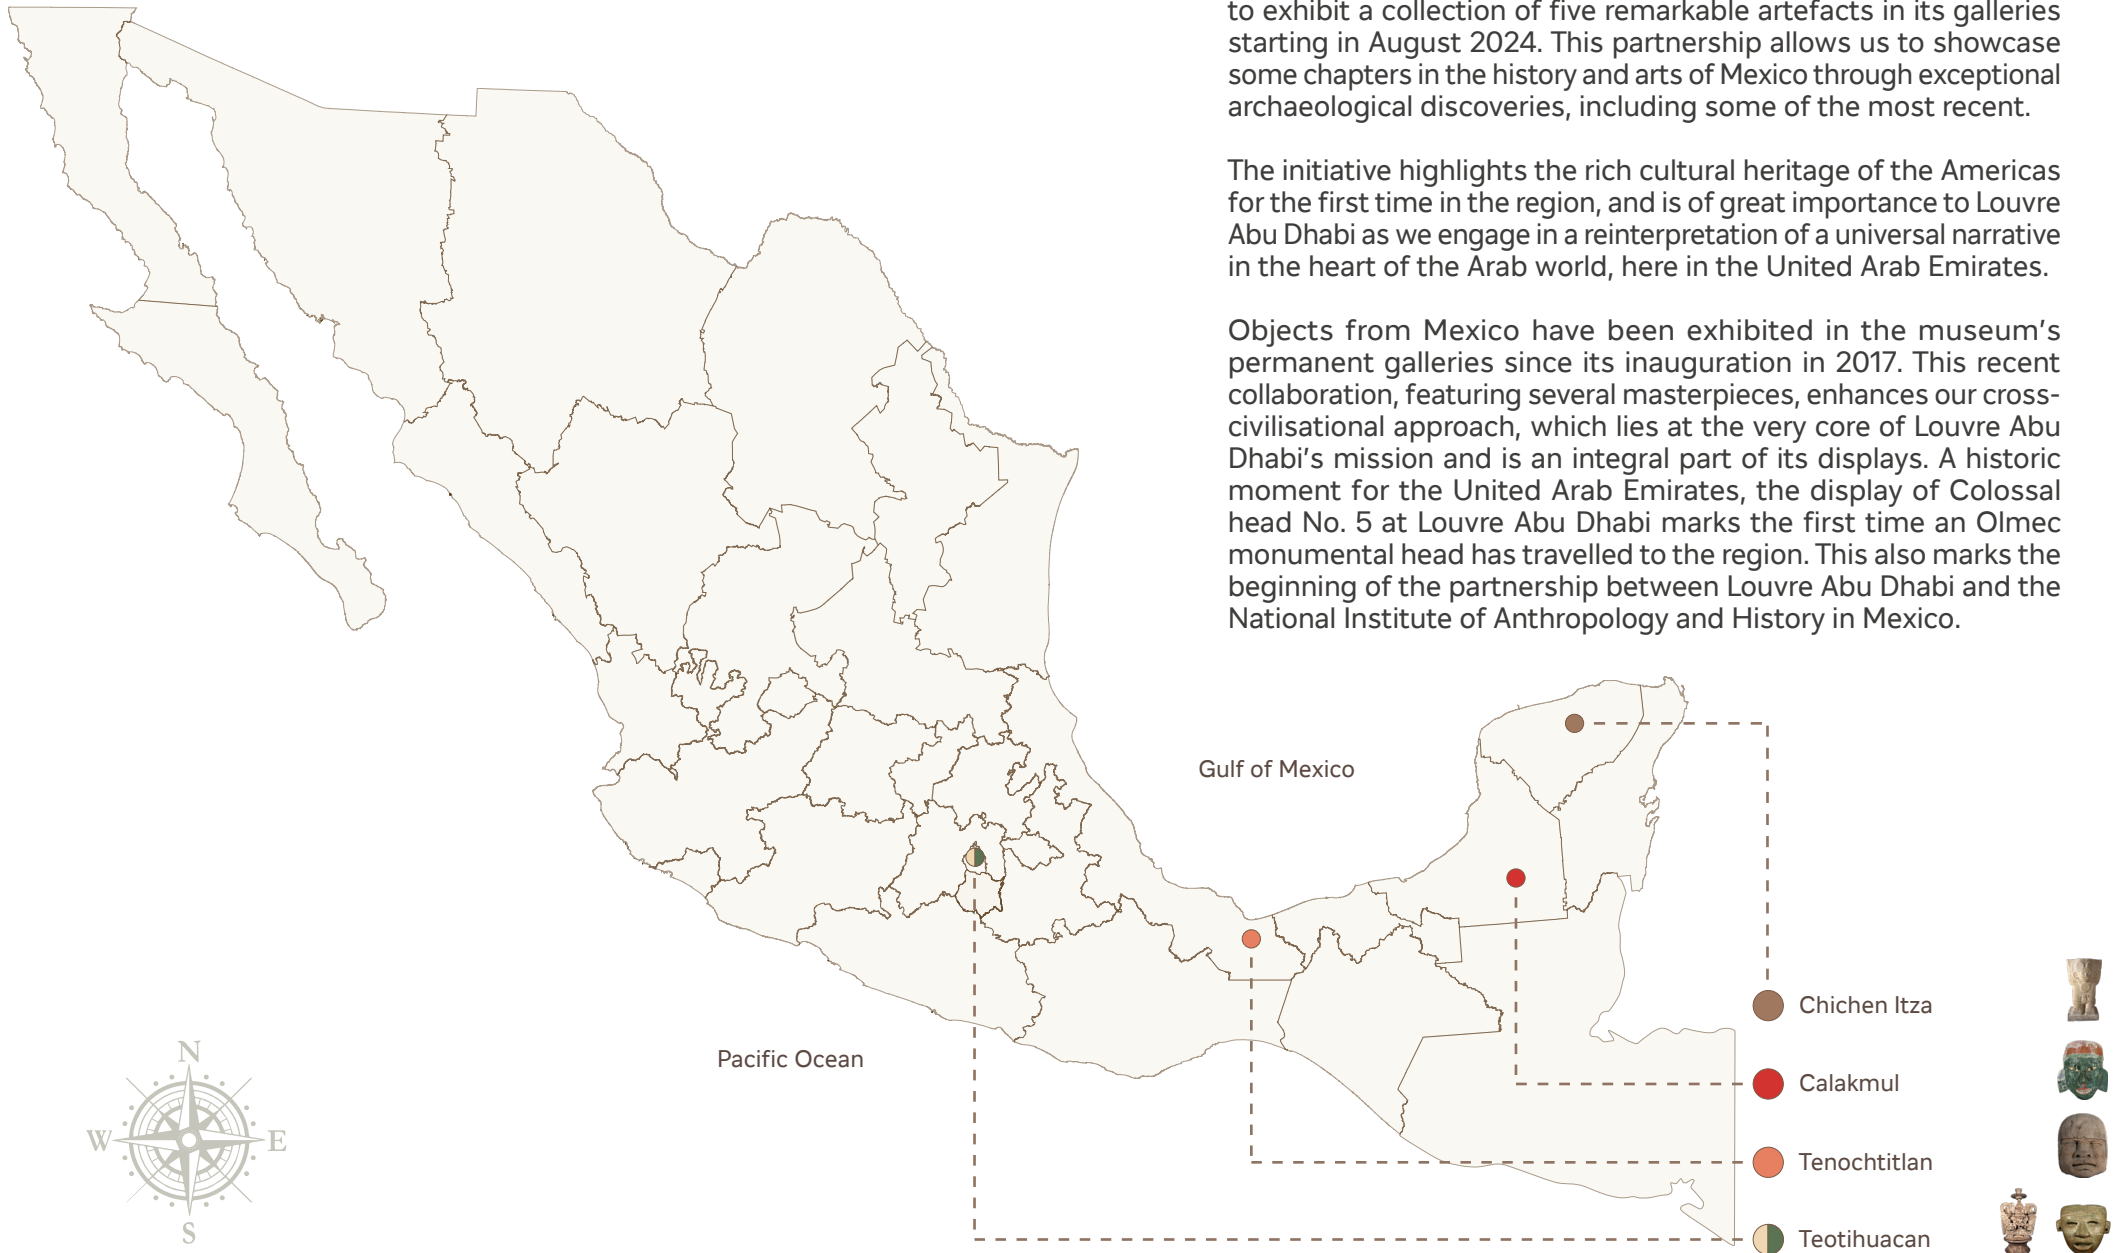 to exhibit a collection of five remarkable artefacts in its galleries
starting in August 2024. This partnership allows us to showcase
some chapters in the history and arts of Mexico through exceptional
archaeological discoveries, including some of the most recent.
The initiative highlights the rich cultural heritage of the Americas
for the first time in the region, and is of great importance to Louvre
Abu Dhabi as we engage in a reinterpretation of a universal narrative
in the heart of the Arab world, here in the United Arab Emirates.
Objects from Mexico have been exhibited in the museum's
permanent galleries since its inauguration in 2017. This recent
collaboration, featuring several masterpieces, enhances our cross-
civilisational approach, which lies at the very core of Louvre Abu
Dhabi's mission and is an integral part of its displays. A historic
moment for the United Arab Emirates, the display of Colossal
head No. 5 at Louvre Abu Dhabi marks the first time an Olmec
monumental head has travelled to the region. This also marks the
beginning of the partnership between Louvre Abu Dhabi and the
National Institute of Anthropology and History in Mexico.
Gulf of Mexico
Pacific Ocean
Chichen Itza
Calakmul
Tenochtitlan
Teotihuacan
N
W
E
S